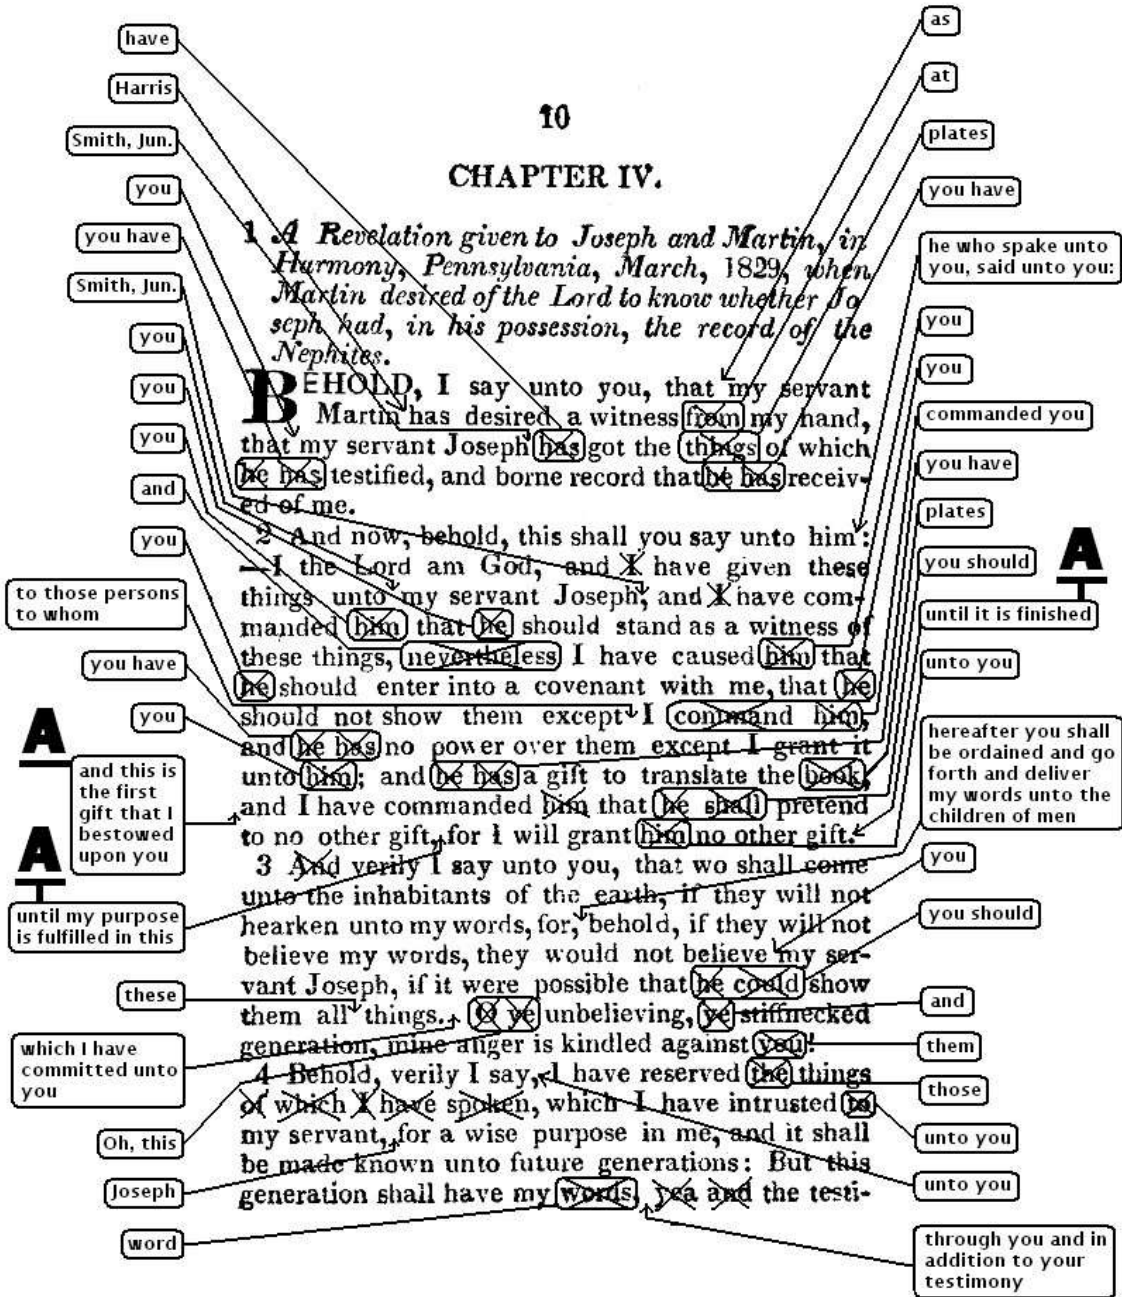 10
CHAPTER IV.
1 A Revelation given to Joseph and Martin, in
Harmony, Pennsylvania, March, 1829, when
Martin desired of the Lord to know whether Jo
seph had, in his possession, the record of the
Nephites.
BEHOLD, I say unto you, that my servant
Martin has desired a witness from my hand,
that my servant Joseph has got the things of which
he has testified, and borne record that he has receiv-
ed of me.
2 And now, behold, this shall you say unto him:
—I the Lord am God, and I have given these
things unto my servant Joseph, and I have com-
manded him that he should stand as a witness of
these things, nevertheless I have caused him that
he should enter into a covenant with me, that he
should not show them except I command him,
and he has no power over them except I grant it
unto him; and he has a gift to translate the book,
and I have commanded him that he shall pretend
to no other gift, for I will grant him no other gift.
3 And verily I say unto you, that wo shall come
unto the inhabitants of the earth, if they will not
hearken unto my words, for, behold, if they will not
believe my words, they would not believe my ser-
vant Joseph, if it were possible that he could show
them all things. O ye unbelieving, ye stiffnecked
generation, mine anger is kindled against you!
4 Behold, verily I say, I have reserved the things
of which I have spoken, which I have intrusted to
my servant, for a wise purpose in me, and it shall
be made known unto future generations: But this
generation shall have my words, yea and the testi-
have
Harris
Smith, Jun.
you
you have
Smith, Jun.
you
you
you
and
you
to those persons
to whom
you have
you
A
and this is
the first
gift that I
bestowed
upon you
A
until my purpose
is fulfilled in this
these
which I have
committed unto
you
Oh, this
Joseph
word
as
at
plates
you have
he who spake unto
you, said unto you:
you
you
commanded you
you have
plates
you should
A
until it is finished
unto you
hereafter you shall
be ordained and go
forth and deliver
my words unto the
children of men
you
you should
and
them
those
unto you
unto you
through you and in
addition to your
testimony